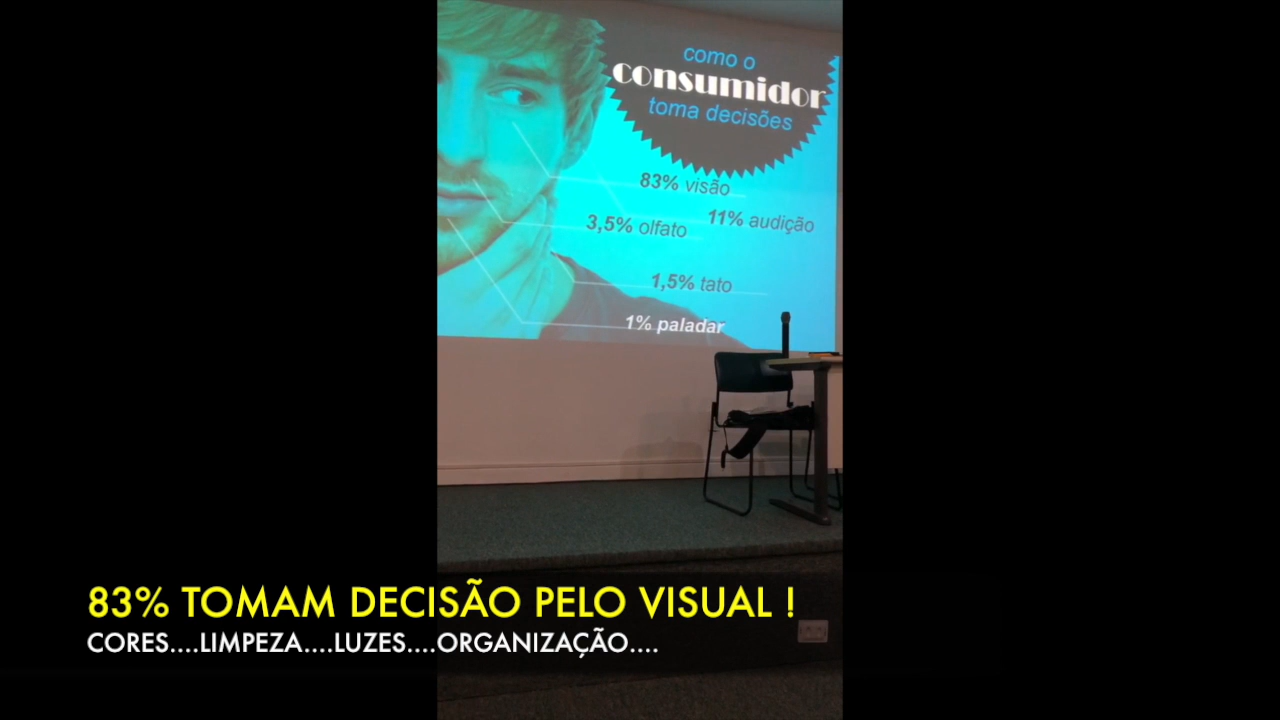 como o
consumidor
toma decisões
83% visão
11% audição
3,5% olfato
1,5% tato
1% paladar
83% TOMAM DECISÃO PELO VISUAL !
CORES....LIMPEZA....LUZES....ORGANIZAÇÃO....